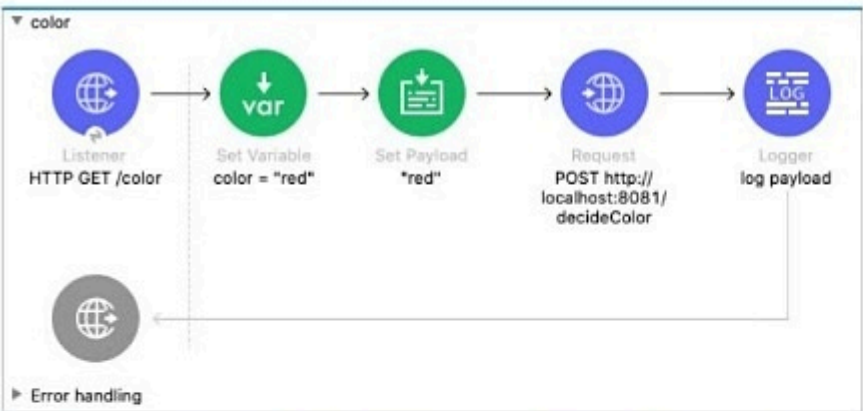 color
var
LOG
Listener
Set Variable
Set Payload
Request
Logger
HTTP GET /color
color = "red"
"red"
POST http://
localhost:8081/
decideColor
log payload
Error handling